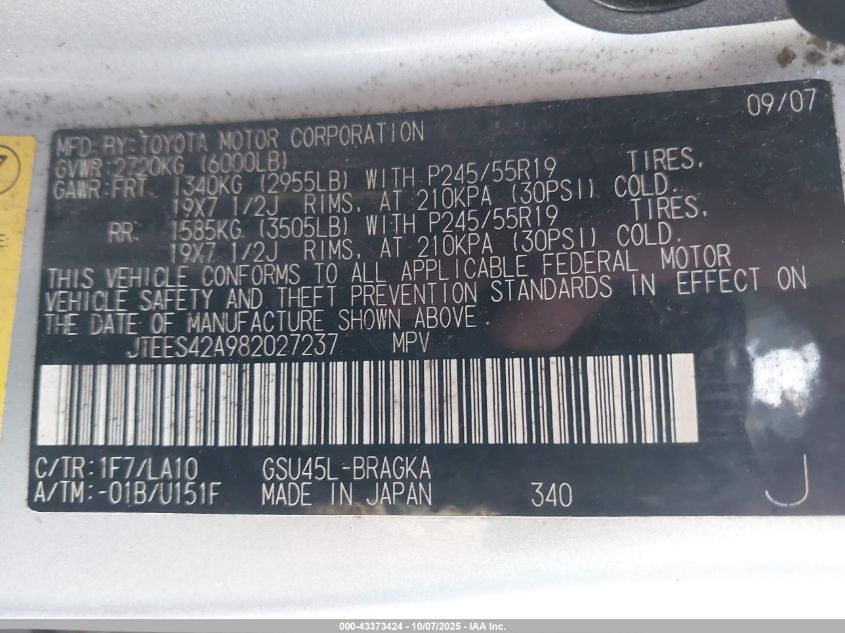 09/07
MFD BY: TOYOTA MOTOR CORPORATION
GVWR: 2720KG (6000LB)
GAWR: FRT. 1340KG (2955LB) WITH P245/55R19 TIRES,
19X7 1/2J RIMS, AT 210KPA (30PSI) COLD.
RR. 1585KG (3505LB) WITH P245/55R19 TIRES,
19X7 1/2J RIMS, AT 210KPA (30PSI) COLD.
THIS VEHICLE CONFORMS TO ALL APPLICABLE FEDERAL MOTOR
VEHICLE SAFETY AND THEFT PREVENTION STANDARDS IN EFFECT ON
THE DATE OF MANUFACTURE SHOWN ABOVE.
JTEES42A982027237 MPV
C/TR: 1F7/LA10 GSU45L-BRAGKA
A/TM: -01B/U151F MADE IN JAPAN 340 J
000-43373424 - 10/07/2025 - IAA Inc.